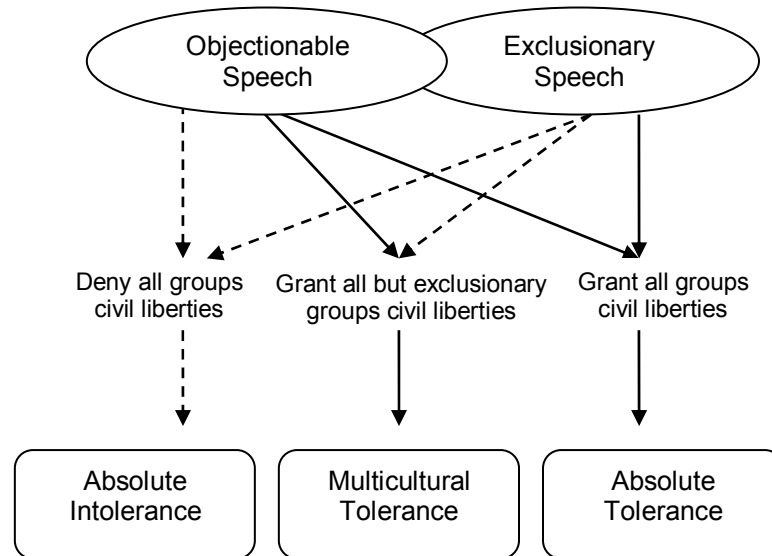 Objectionable
Speech
Exclusionary
Speech
Deny all groups
civil liberties
Grant all but exclusionary
groups civil liberties
Grant all groups
civil liberties
Absolute
Intolerance
Multicultural
Tolerance
Absolute
Tolerance